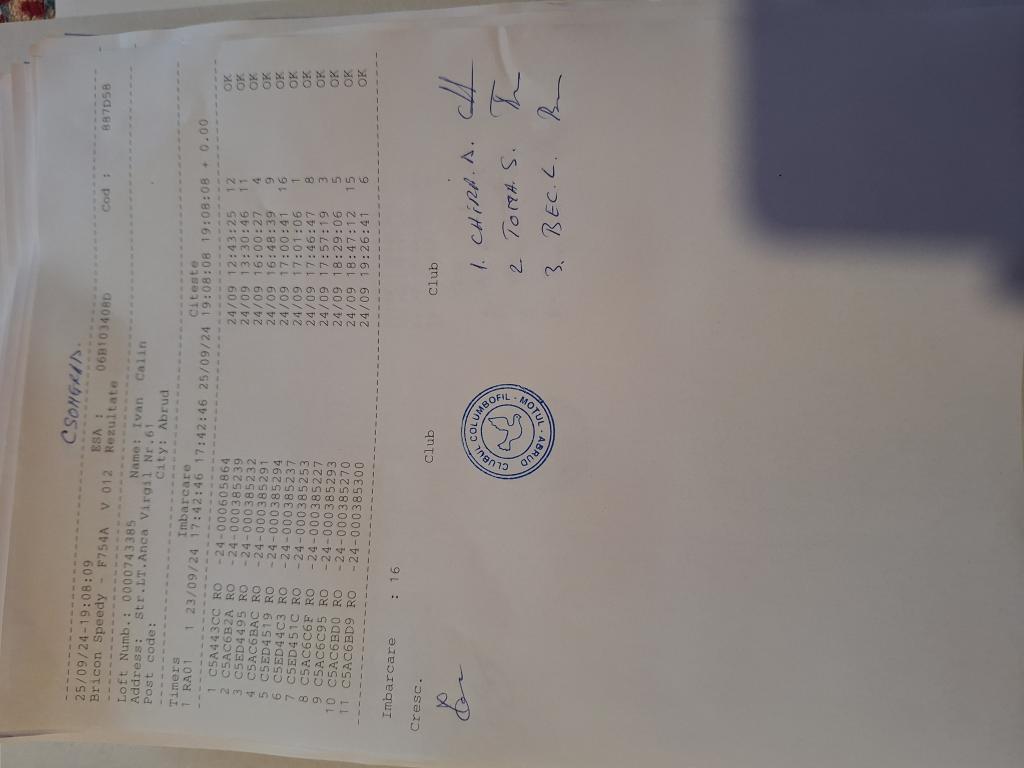 CSONGRAD.
25/09/24-19:08:09
Bricon Speedy - F754A V 012 ESA : 06B103408D Cod : 887D58
Rezultate
Loft Numb.: 0000743385 Name: Ivan Calin
Address: Str.LT.Anca Virgil Nr.61
Post code: City: Abrud
Timers Imbarcare Citeste
1 RA01 1 23/09/24 17:42:46 17:42:46 25/09/24 19:08:08 19:08:08 + 0.00
1 C5A443CC RO -24-000605864 24/09 12:43:25 12 OK
2 C5AC6B2A RO -24-000385239 24/09 13:30:46 11 OK
3 C5ED4495 RO -24-000385232 24/09 16:00:27 4 OK
4 C5AC6BAC RO -24-000385291 24/09 16:48:39 9 OK
5 C5ED4519 RO -24-000385294 24/09 17:00:41 16 OK
6 C5ED44C3 RO -24-000385237 24/09 17:01:06 1 OK
7 C5ED451C RO -24-000385253 24/09 17:46:47 8 OK
8 C5AC6C6F RO -24-000385227 24/09 17:57:19 3 OK
9 C5AC6C95 RO -24-000385293 24/09 18:29:06 5 OK
10 C5AC6BD0 RO -24-000385270 24/09 18:47:12 15 OK
11 C5AC6BD9 RO -24-000385300 24/09 19:26:41 6 OK
Imbarcare : 16
Cresc. Club Club
CLUBUL COLUMBOFIL - MOTUL - ABRUD
1. CHIRA. A.
2. TOMA. S.
3. BEC. L.